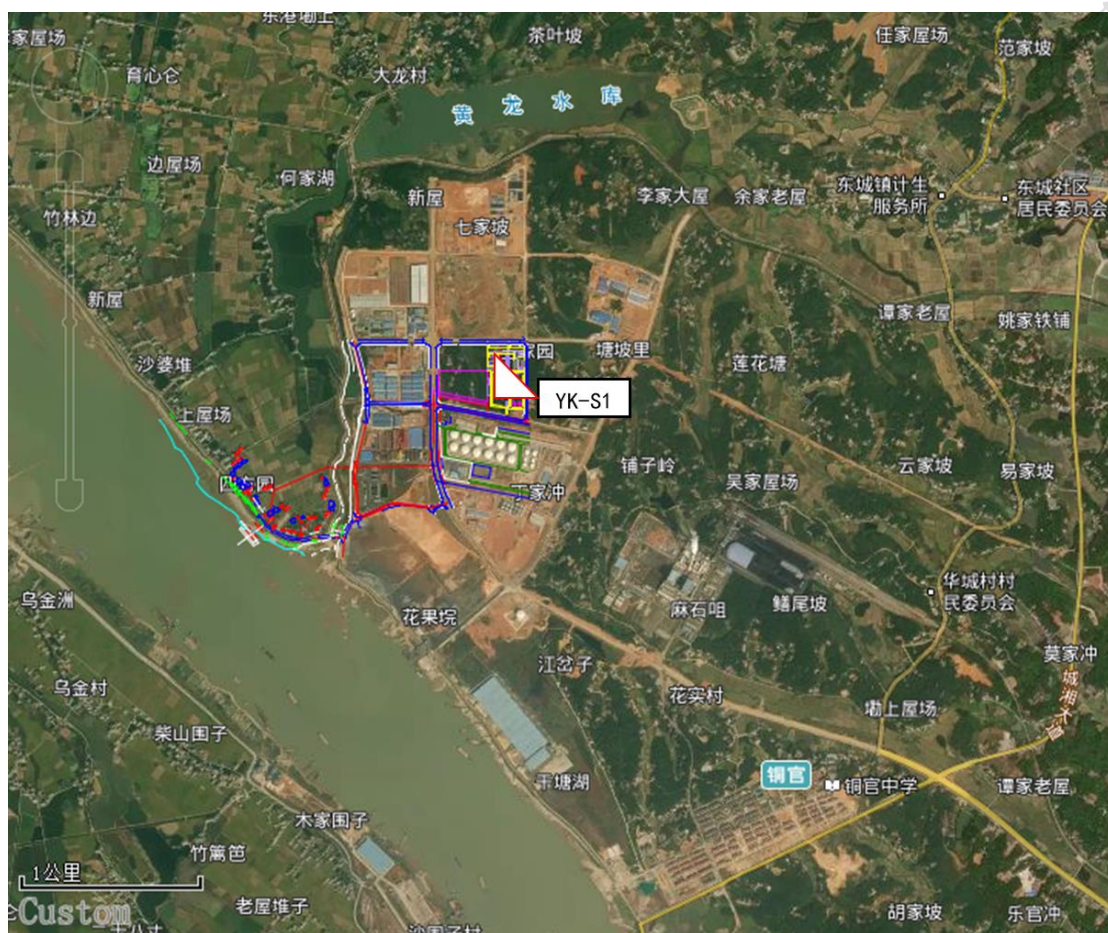 东港塅上
家屋场
茶叶坡
任家屋场
范家坡
育心仑
大龙村
黄龙水库
边屋场
何家湖
新屋
李家大屋
余家老屋
东城镇计生
服务所
东城社区
居民委员会
竹林边
七家坡
新屋
谭家老屋
姚家铁铺
家园
塘坡里
沙婆堆
莲花塘
YK-S1
上屋场
铺子岭
云家坡
易家坡
吴家屋场
丁家冲
乌金洲
花果垸
麻石咀
鳝尾坡
华城村村
民委员会
江岔子
莫家冲
乌金村
花实村
墈上屋场
城湘大道
柴山围子
铜官
铜官中学
谭家老屋
干塘湖
木家围子
竹篱笆
1公里
老屋堆子
胡家坡
乐官冲
Custom